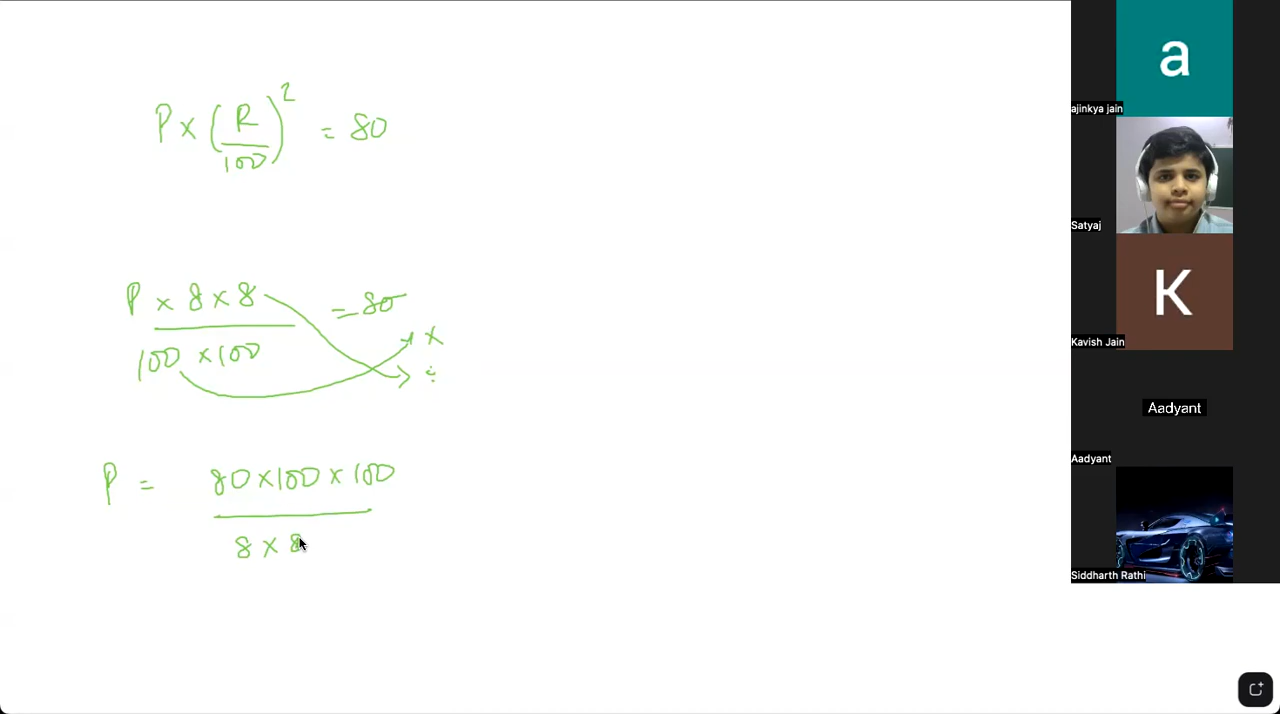 P × (R/100)² = 80
P × 8 × 8 = 80
100 × 100
×
÷
P = 80 × 100 × 100
8 × 8
a
ajinkya jain
Satyaj
K
Kavish Jain
Aadyant
Aadyant
Siddharth Rathi